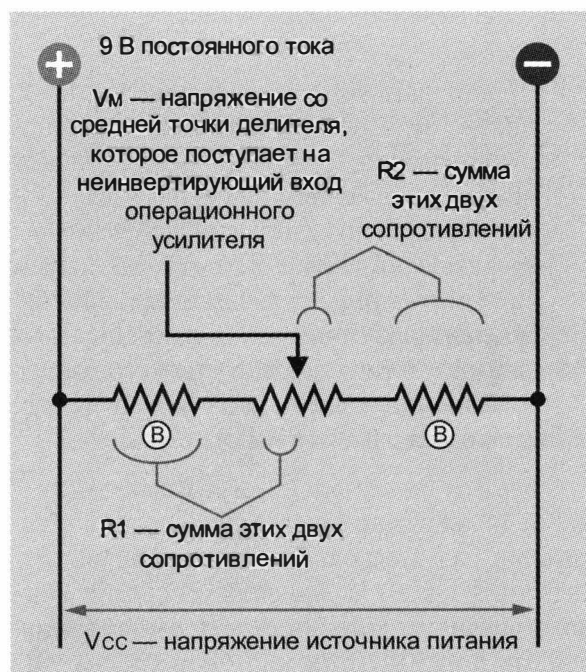 +
9 В постоянного тока
−
VM — напряжение со
средней точки делителя,
которое поступает на
неинвертирующий вход
операционного
усилителя
R2 — сумма
этих двух
сопротивлений
B
B
R1 — сумма этих двух
сопротивлений
Vcc — напряжение источника питания